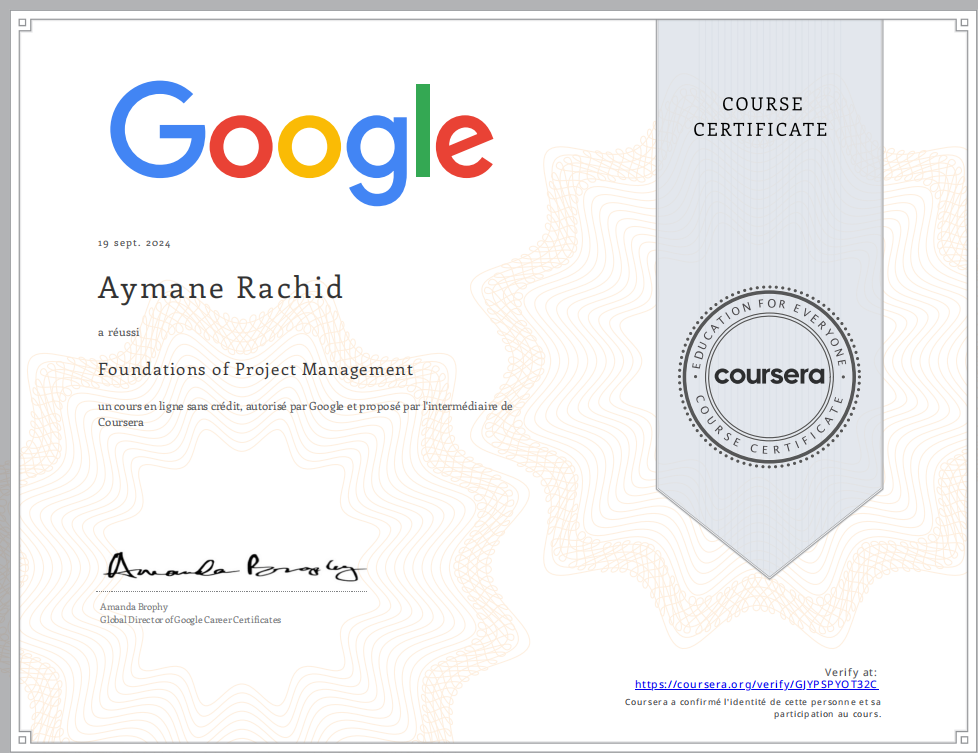 Google
COURSE
CERTIFICATE
19 sept. 2024
Aymane Rachid
a réussi
Foundations of Project Management
un cours en ligne sans crédit, autorisé par Google et proposé par l'intermédiaire de
Coursera
EDUCATION FOR EVERYONE
coursera
COURSE CERTIFICATE
Amanda Brophy
Amanda Brophy
Global Director of Google Career Certificates
Verify at:
https://coursera.org/verify/GJYPSPYOT32C
Coursera a confirmé l'identité de cette personne et sa
participation au cours.